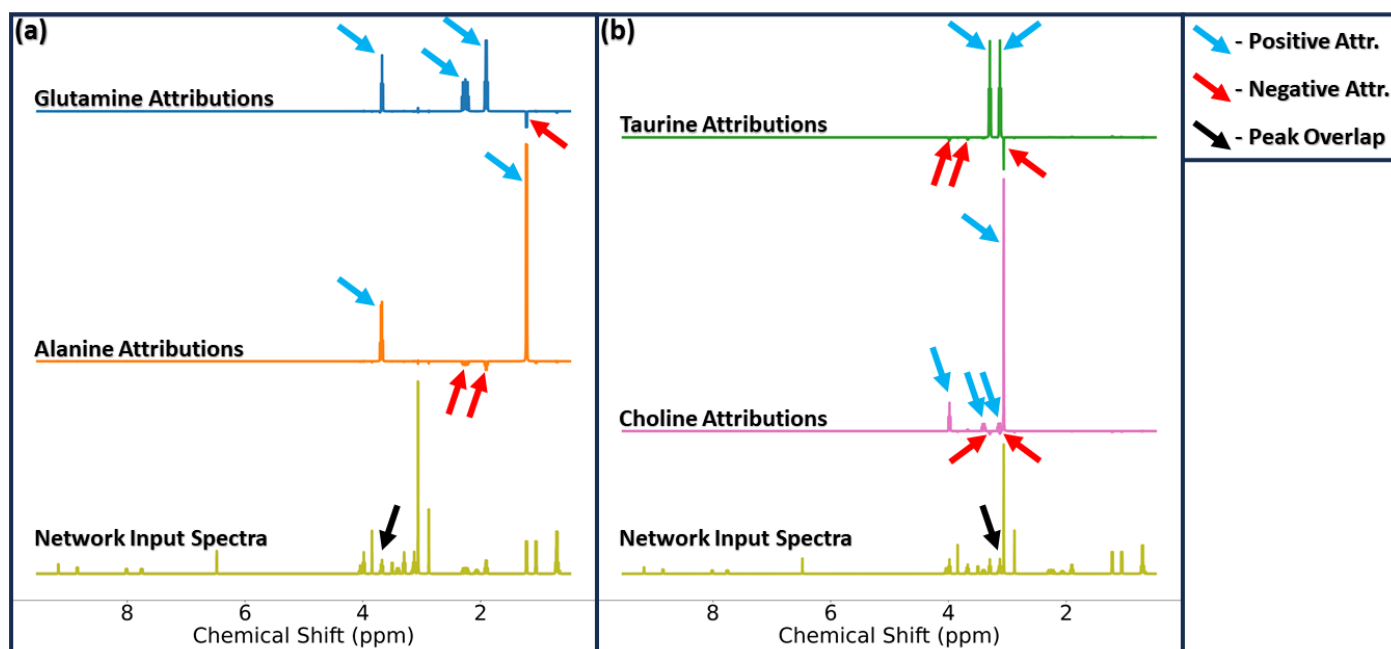 (a)
Glutamine Attributions
Alanine Attributions
Network Input Spectra
8 6 4 2
Chemical Shift (ppm)
(b)
Taurine Attributions
Choline Attributions
Network Input Spectra
8 6 4 2
Chemical Shift (ppm)
- Positive Attr.
- Negative Attr.
- Peak Overlap